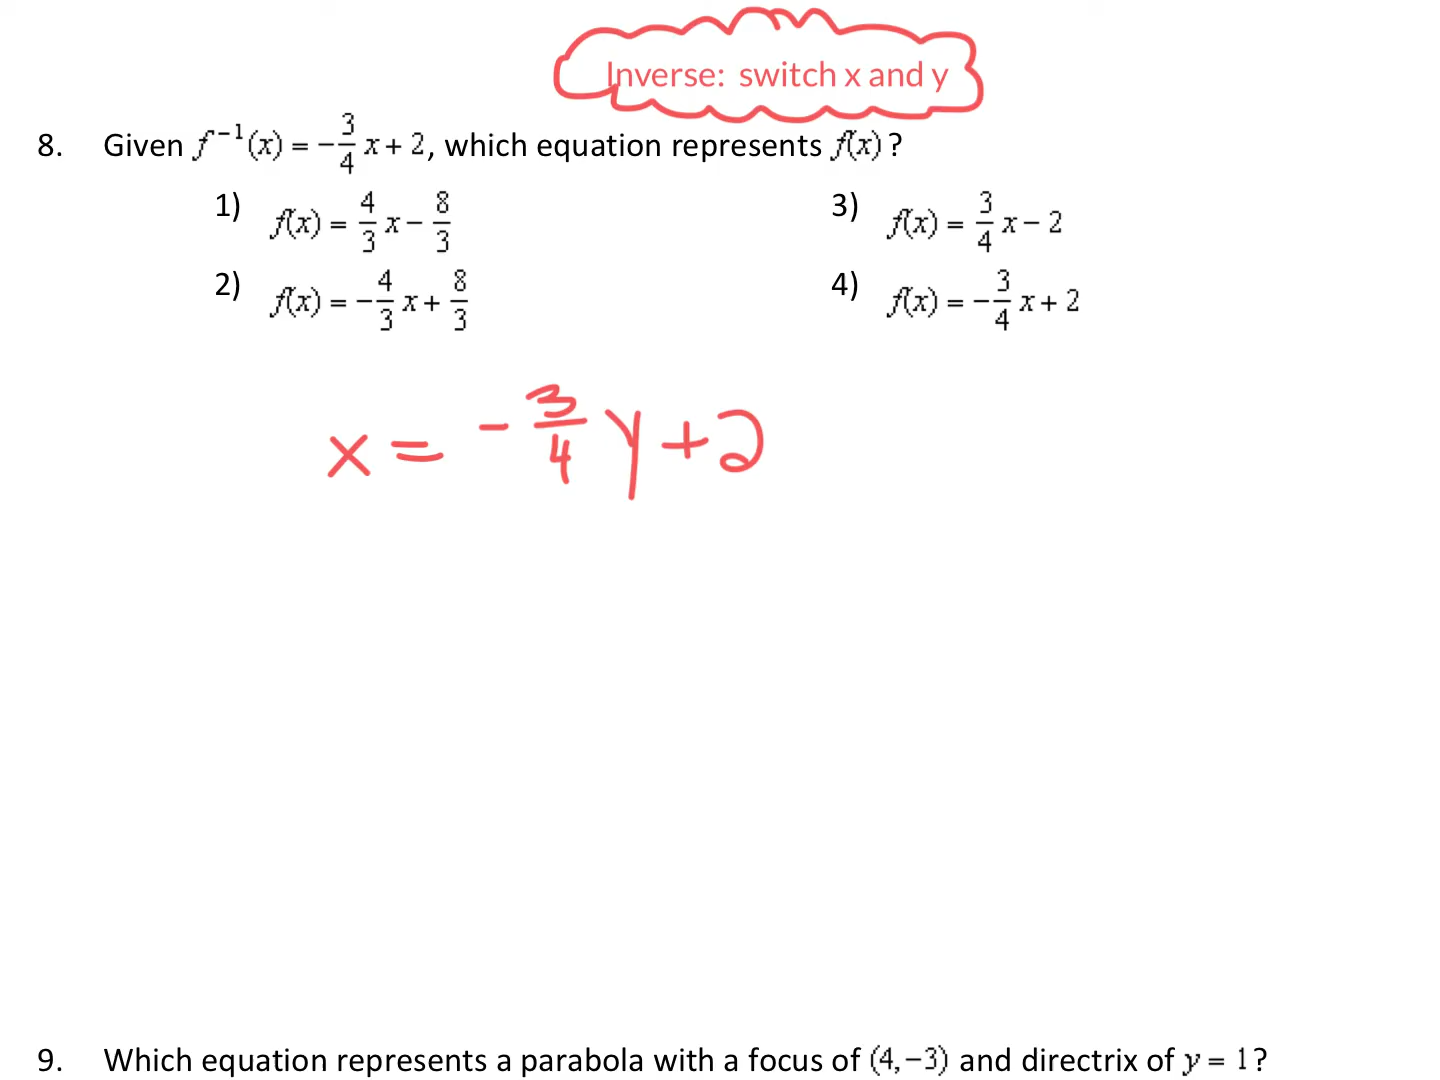 Inverse: switch x and y
8. Given f⁻¹(x) = -3/4 x + 2, which equation represents f(x)?
1) f(x) = 4/3 x - 8/3
3) f(x) = 3/4 x - 2
2) f(x) = -4/3 x + 8/3
4) f(x) = -3/4 x + 2
x = -3/4 y + 2
9. Which equation represents a parabola with a focus of (4,-3) and directrix of y = 1?